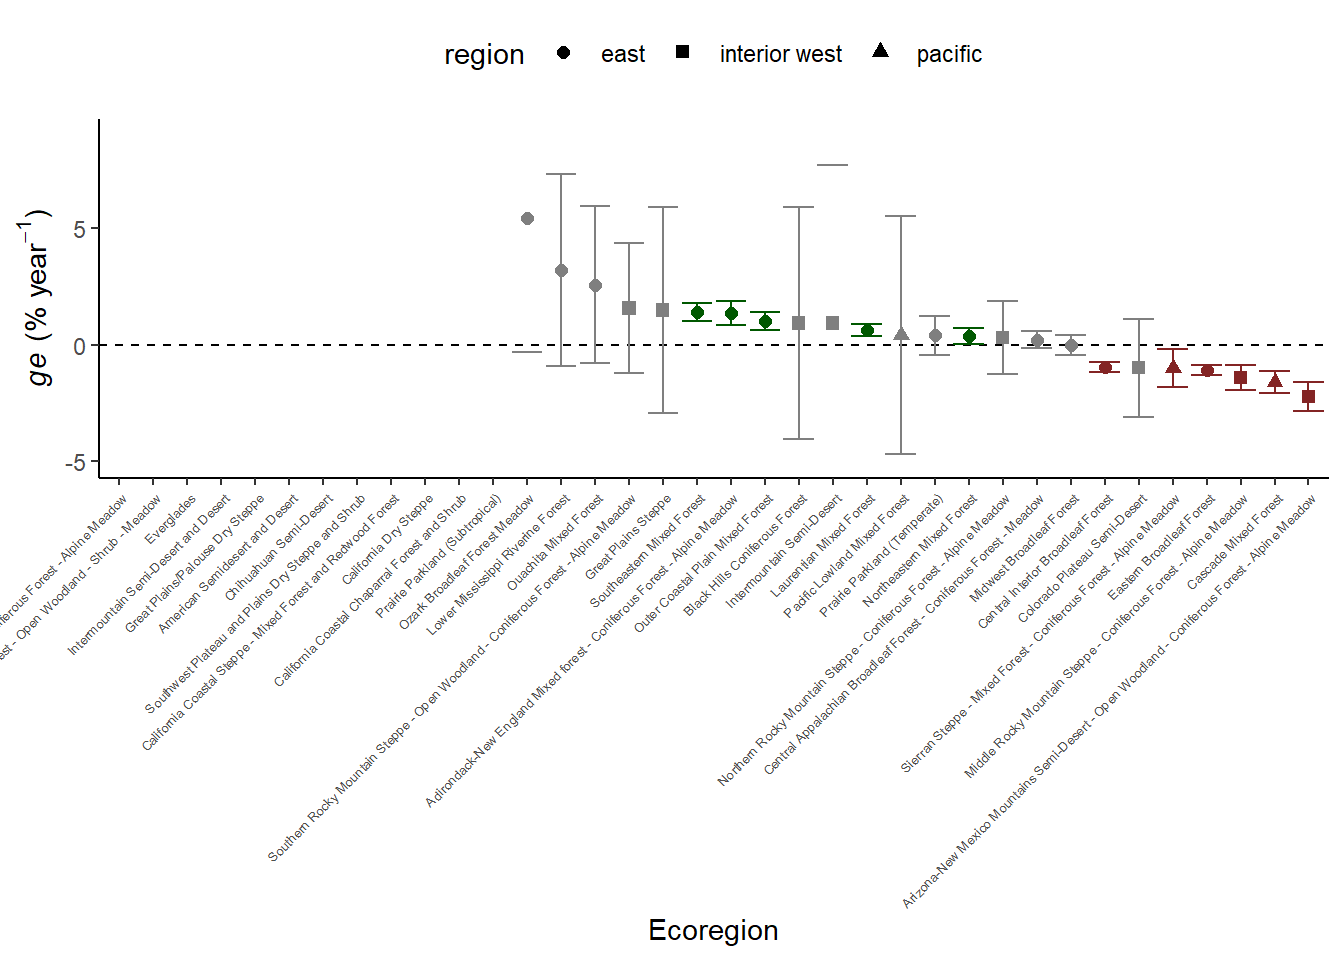 region east interior west pacific
ge (% year⁻¹)
5
0
-5
iferous Forest - Alpine Meadow
est - Open Woodland - Shrub - Meadow
Everglades
Intermountain Semi-Desert and Desert
Great Plains/Palouse Dry Steppe
American Semidesert and Desert
Chihuahuan Semi-Desert
Southwest Plateau and Plains Dry Steppe and Shrub
California Coastal Steppe - Mixed Forest and Redwood Forest
California Dry Steppe
California Coastal Chaparral Forest and Shrub
Prairie Parkland (Subtropical)
Ozark Broadleaf Forest Meadow
Lower Mississippi Riverine Forest
Ouachita Mixed Forest
Southern Rocky Mountain Steppe - Open Woodland - Coniferous Forest - Alpine Meadow
Great Plains Steppe
Southeastern Mixed Forest
Adirondack-New England Mixed forest - Coniferous Forest - Alpine Meadow
Outer Coastal Plain Mixed Forest
Black Hills Coniferous Forest
Intermountain Semi-Desert
Laurentian Mixed Forest
Pacific Lowland Mixed Forest
Prairie Parkland (Temperate)
Northeastern Mixed Forest
Northern Rocky Mountain Steppe - Coniferous Forest - Alpine Meadow
Central Appalachian Broadleaf Forest - Coniferous Forest - Meadow
Midwest Broadleaf Forest
Central Interior Broadleaf Forest
Colorado Plateau Semi-Desert
Sierran Steppe - Mixed Forest - Coniferous Forest - Alpine Meadow
Eastern Broadleaf Forest
Middle Rocky Mountain Steppe - Coniferous Forest - Alpine Meadow
Cascade Mixed Forest
Arizona-New Mexico Mountains Semi-Desert - Open Woodland - Coniferous Forest - Alpine Meadow
Ecoregion